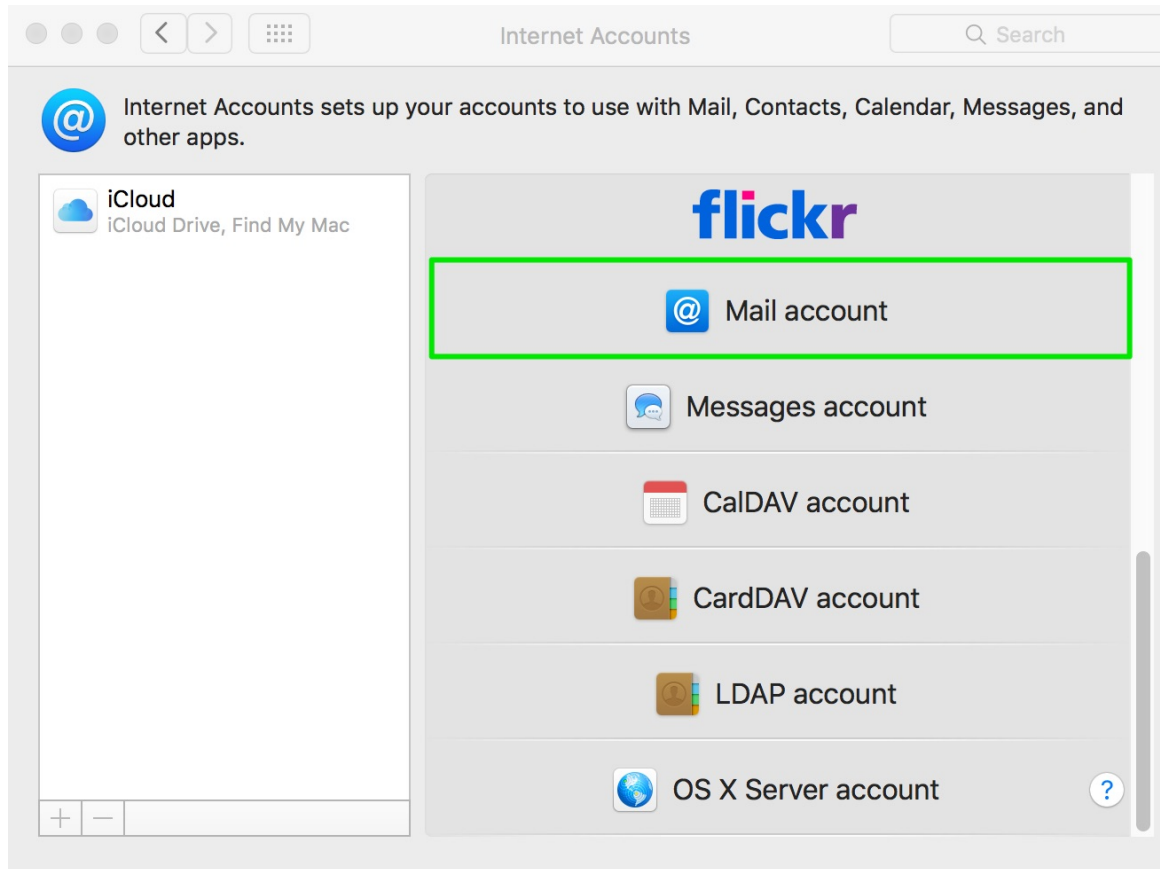 Internet Accounts
Search
@
Internet Accounts sets up your accounts to use with Mail, Contacts, Calendar, Messages, and
other apps.
iCloud
iCloud Drive, Find My Mac
flickr
@ Mail account
Messages account
CalDAV account
CardDAV account
LDAP account
OS X Server account
?